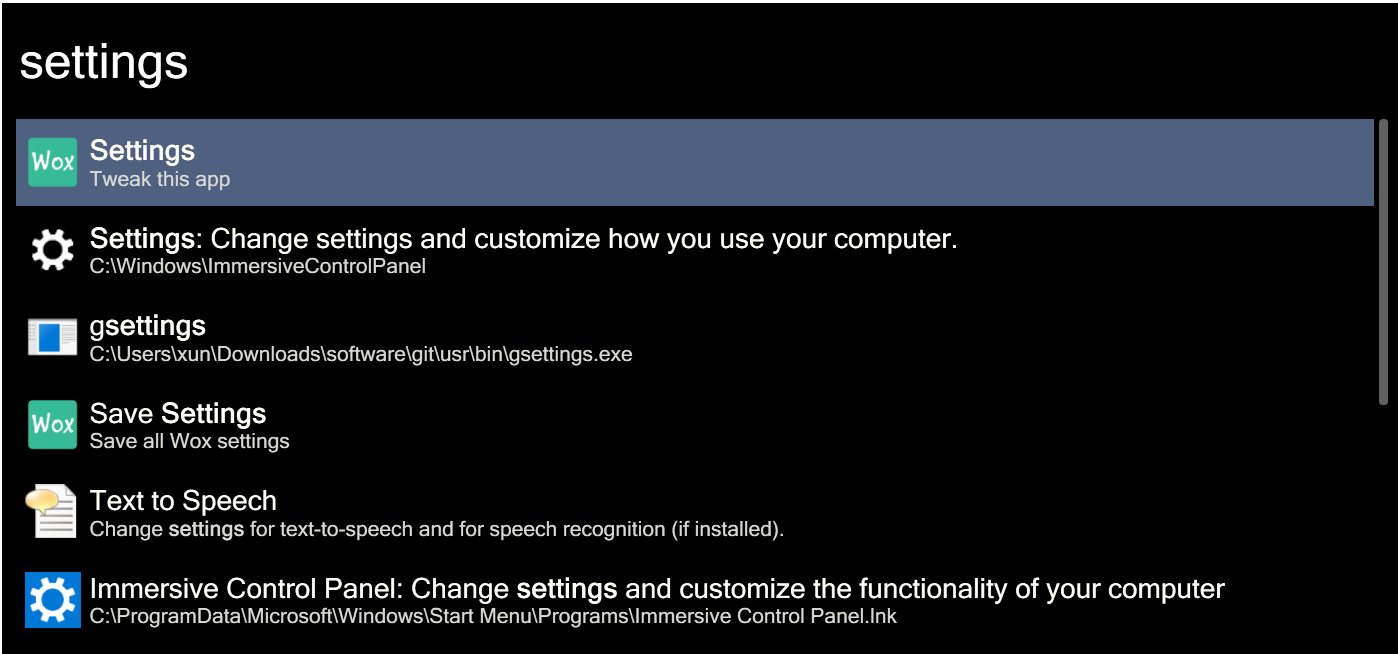 settings
Wox
Settings
Tweak this app
Settings: Change settings and customize how you use your computer.
C:\Windows\ImmersiveControlPanel
gsettings
C:\Users\xun\Downloads\software\git\usr\bin\gsettings.exe
Wox
Save Settings
Save all Wox settings
Text to Speech
Change settings for text-to-speech and for speech recognition (if installed).
Immersive Control Panel: Change settings and customize the functionality of your computer
C:\ProgramData\Microsoft\Windows\Start Menu\Programs\Immersive Control Panel.lnk